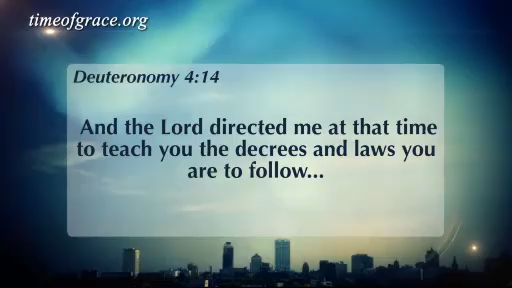 timeofgrace.org
Deuteronomy 4:14
And the Lord directed me at that time
to teach you the decrees and laws you
are to follow...